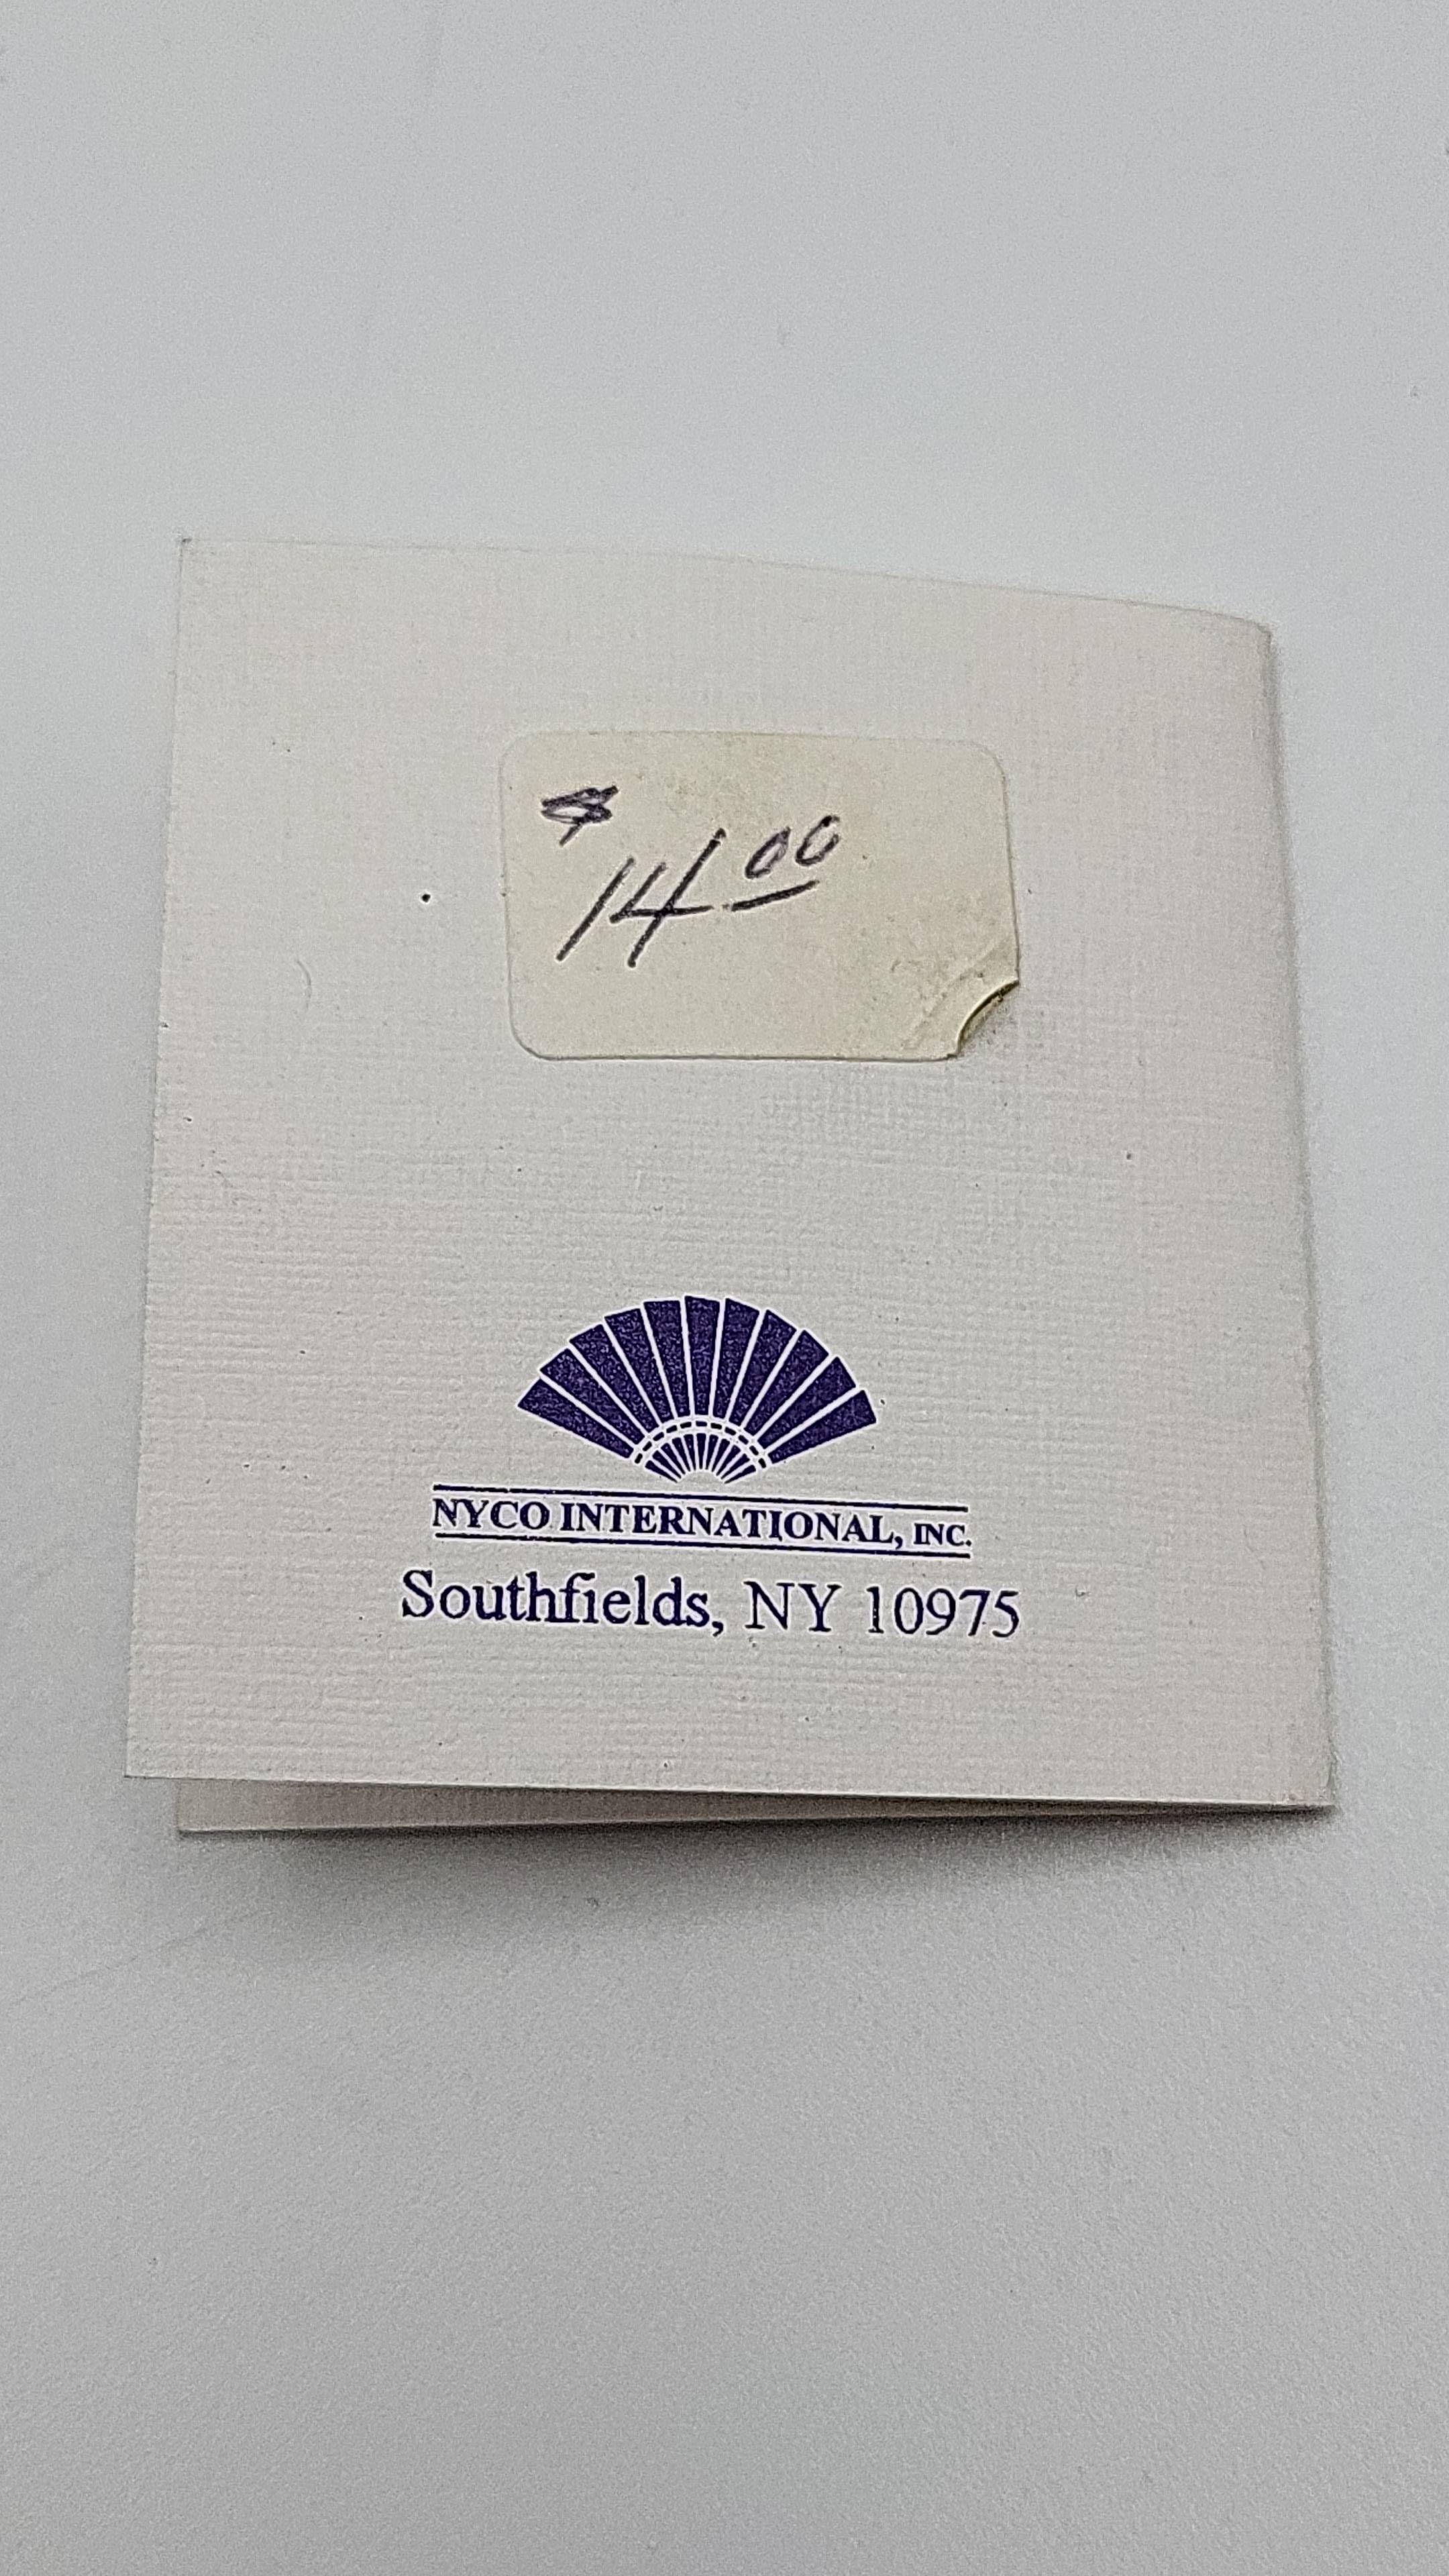 $ 14.00
NYCO INTERNATIONAL, INC.
Southfields, NY 10975